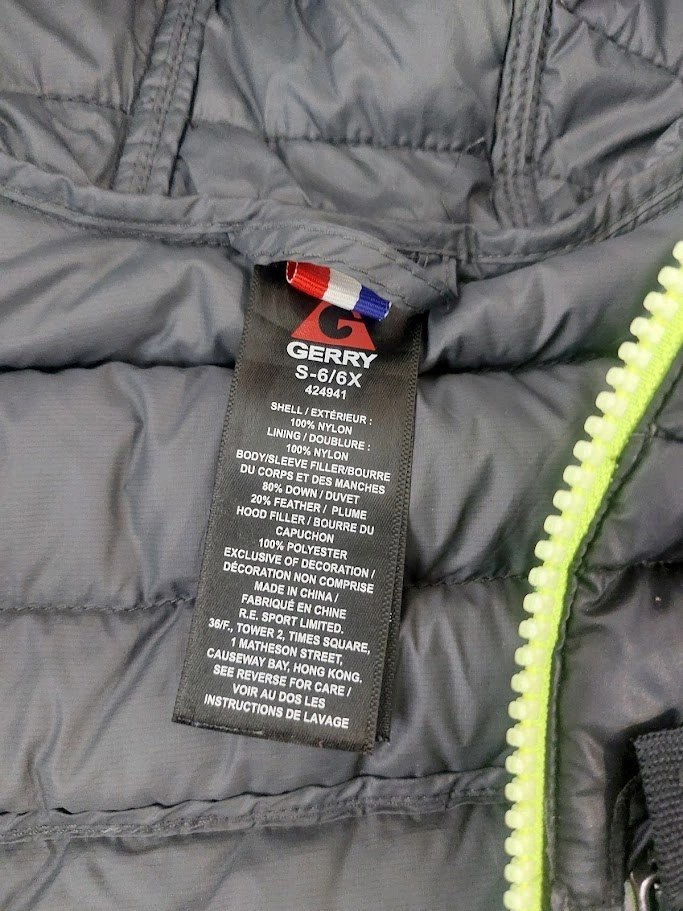 G
GERRY
S-6/6X
424941
SHELL / EXTÉRIEUR :
100% NYLON
LINING / DOUBLURE :
100% NYLON
BODY/SLEEVE FILLER/BOURRE
DU CORPS ET DES MANCHES
80% DOWN / DUVET
20% FEATHER / PLUME
HOOD FILLER / BOURRE DU
CAPUCHON
100% POLYESTER
EXCLUSIVE OF DECORATION /
DÉCORATION NON COMPRISE
MADE IN CHINA /
FABRIQUÉ EN CHINE
R.E. SPORT LIMITED.
36/F., TOWER 2, TIMES SQUARE,
1 MATHESON STREET,
CAUSEWAY BAY, HONG KONG.
SEE REVERSE FOR CARE /
VOIR AU DOS LES
INSTRUCTIONS DE LAVAGE